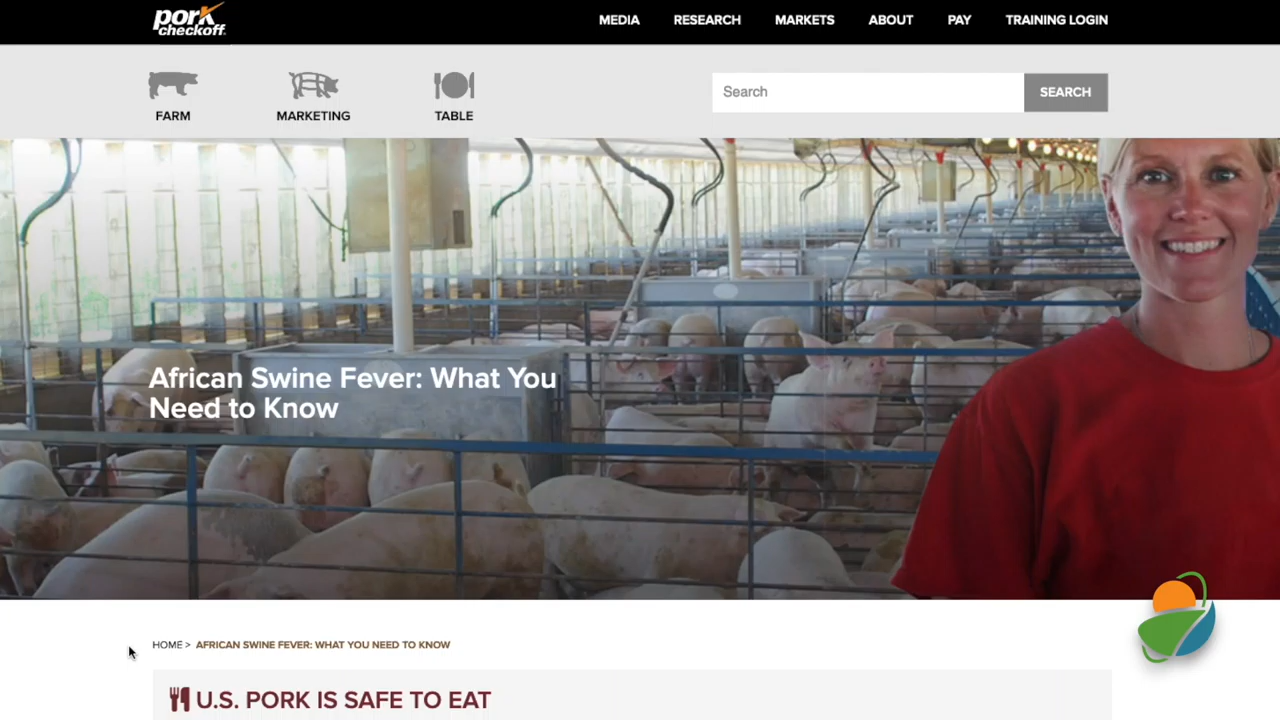 pork
checkoff.
MEDIA RESEARCH MARKETS ABOUT PAY TRAINING LOGIN
FARM MARKETING TABLE
Search SEARCH
African Swine Fever: What You
Need to Know
HOME > AFRICAN SWINE FEVER: WHAT YOU NEED TO KNOW
U.S. PORK IS SAFE TO EAT